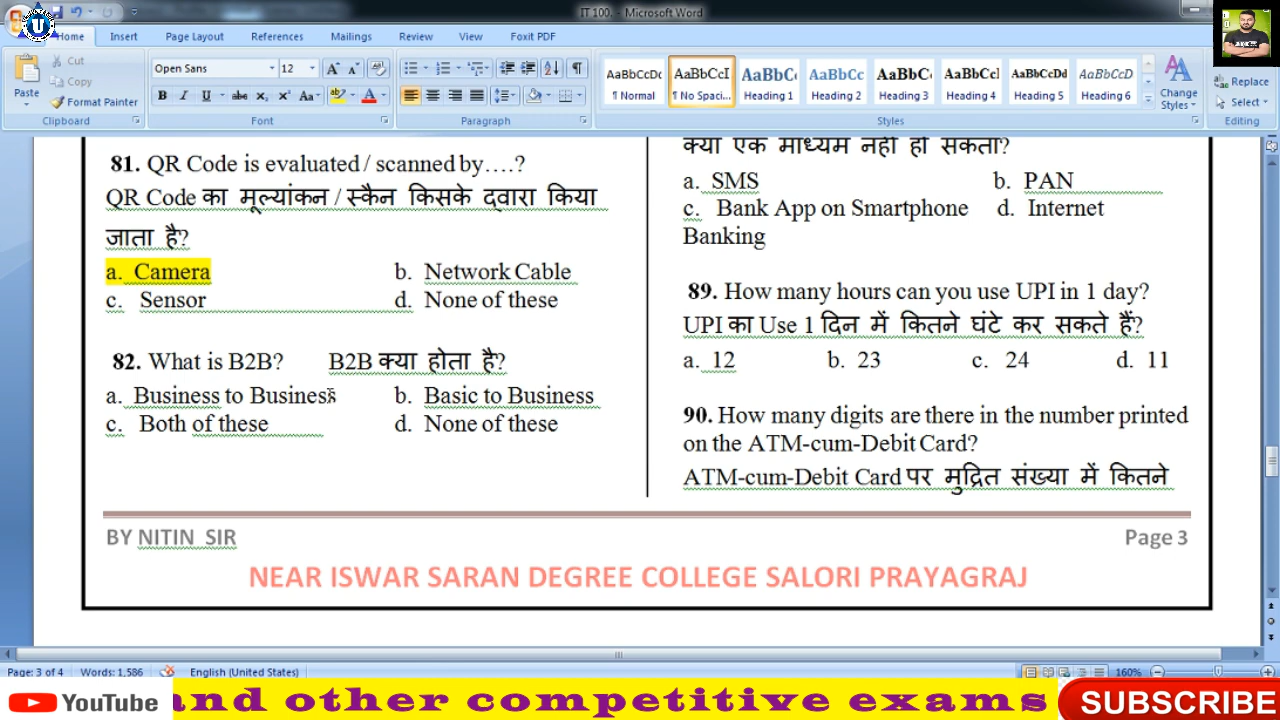 IT 100. - Microsoft Word
Home Insert Page Layout References Mailings Review View Foxit PDF
Paste Cut Copy Format Painter
Open Sans 12
AaBbCcDc AaBbCcI AaBbC AaBbCc AaBbC AaBbCcI AaBbCcDd AaBbCcD
¶ Normal ¶ No Spaci... Heading 1 Heading 2 Heading 3 Heading 4 Heading 5 Heading 6
Change Styles
Replace
Select
Clipboard Font Paragraph Styles Editing
81. QR Code is evaluated / scanned by….?
QR Code का मूल्यांकन / स्कैन किसके द्वारा किया
जाता है?
a. Camera b. Network Cable
c. Sensor d. None of these
82. What is B2B? B2B क्या होता है?
a. Business to Business b. Basic to Business
c. Both of these d. None of these
क्या एक माध्यम नहीं हो सकता?
a. SMS b. PAN
c. Bank App on Smartphone d. Internet
Banking
89. How many hours can you use UPI in 1 day?
UPI का Use 1 दिन में कितने घंटे कर सकते हैं?
a. 12 b. 23 c. 24 d. 11
90. How many digits are there in the number printed
on the ATM-cum-Debit Card?
ATM-cum-Debit Card पर मुद्रित संख्या में कितने
BY NITIN SIR Page 3
NEAR ISWAR SARAN DEGREE COLLEGE SALORI PRAYAGRAJ
Page: 3 of 4 Words: 1,586 English (United States) 160%
YouTube and other competitive exams SUBSCRIBE